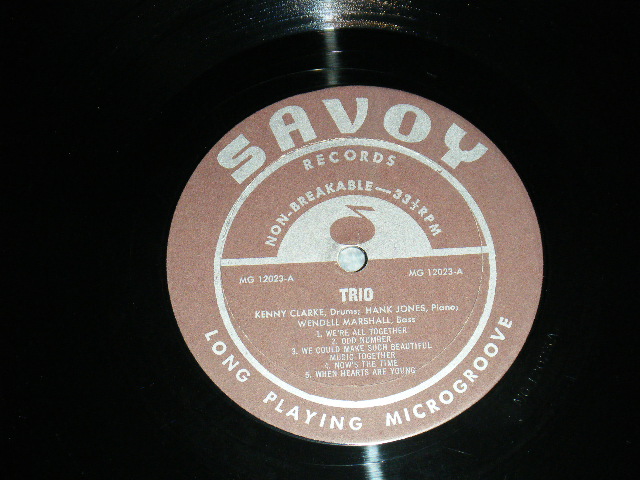 SAVOY
RECORDS
NON-BREAKABLE—33⅓RPM
MG 12023-A
MG 12023-A
TRIO
KENNY CLARKE, Drums; HANK JONES, Piano;
WENDELL MARSHALL, Bass
1. WE'RE ALL TOGETHER
2. ODD NUMBER
3. WE COULD MAKE SUCH BEAUTIFUL
MUSIC TOGETHER
4. NOW'S THE TIME
5. WHEN HEARTS ARE YOUNG
LONG PLAYING MICROGROOVE